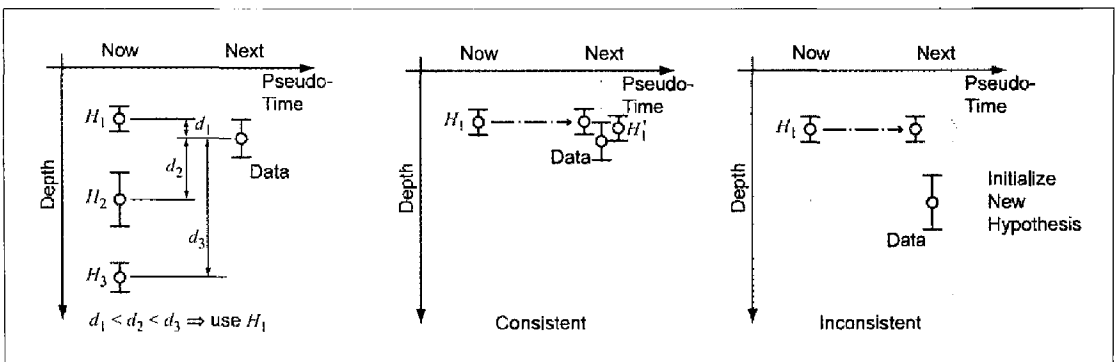 Now Next
Pseudo-
Time
H1
d1
Data
d2
Depth
H2
d3
H3
d1 < d2 < d3 ⇒ use H1
Now Next
Pseudo-
Time
H1
H1'
Data
Depth
Consistent
Now Next
Pseudo-
Time
H1
Depth
Initialize
New
Hypothesis
Data
Inconsistent